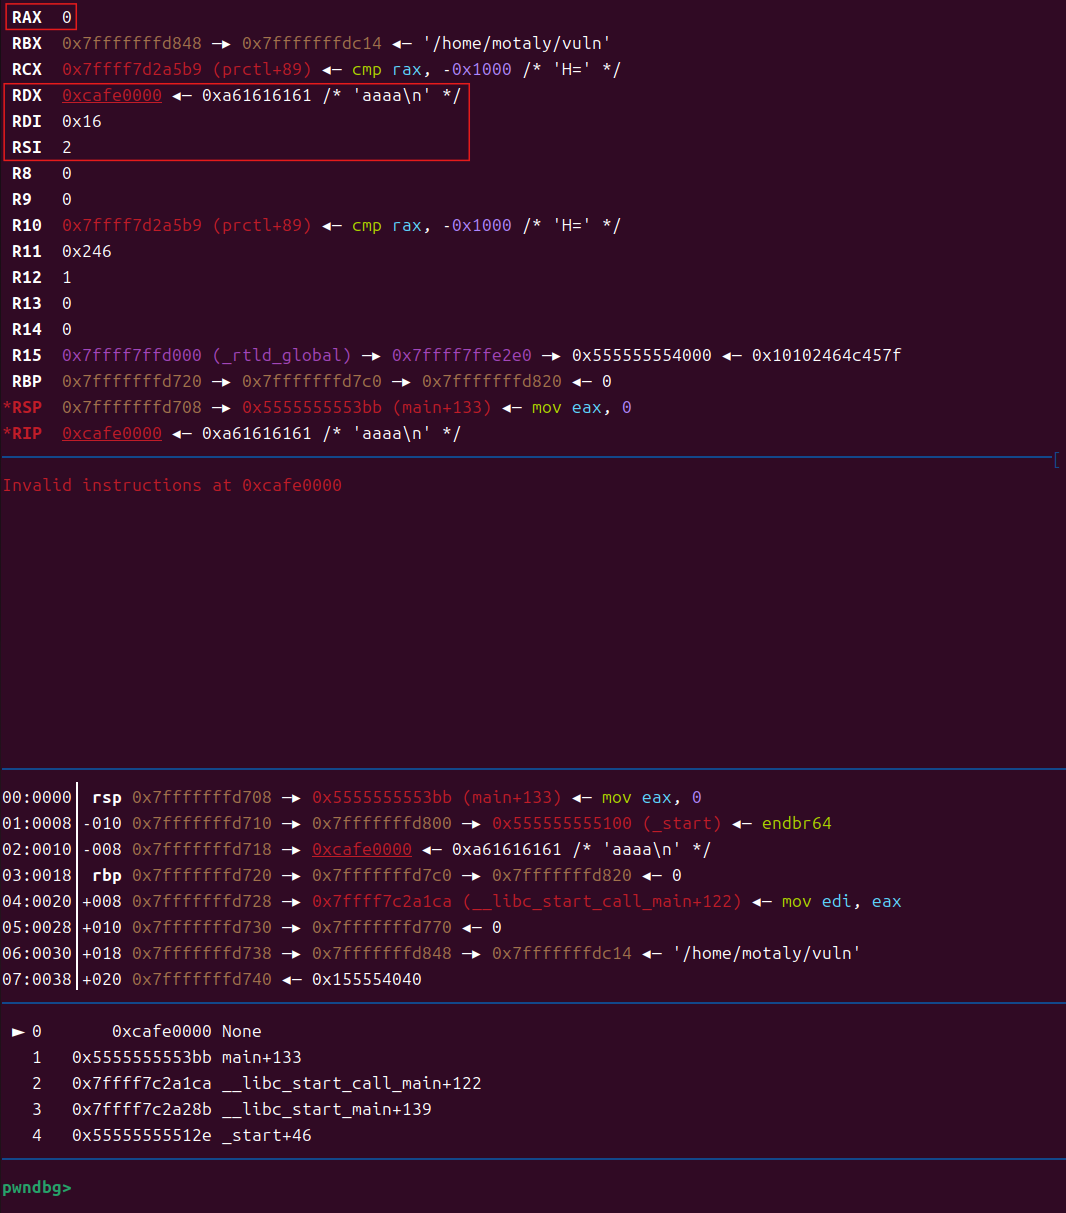 RAX 0
RBX 0x7fffffffd848 —▸ 0x7fffffffdc14 ◂— '/home/motaly/vuln'
RCX 0x7ffff7d2a5b9 (prctl+89) ◂— cmp rax, -0x1000 /* 'H=' */
RDX 0xcafe0000 ◂— 0xa61616161 /* 'aaaa\n' */
RDI 0x16
RSI 2
R8 0
R9 0
R10 0x7ffff7d2a5b9 (prctl+89) ◂— cmp rax, -0x1000 /* 'H=' */
R11 0x246
R12 1
R13 0
R14 0
R15 0x7ffff7ffd000 (_rtld_global) —▸ 0x7ffff7ffe2e0 —▸ 0x555555554000 ◂— 0x10102464c457f
RBP 0x7fffffffd720 —▸ 0x7fffffffd7c0 —▸ 0x7fffffffd820 ◂— 0
*RSP 0x7fffffffd708 —▸ 0x5555555553bb (main+133) ◂— mov eax, 0
*RIP 0xcafe0000 ◂— 0xa61616161 /* 'aaaa\n' */
[
Invalid instructions at 0xcafe0000
00:0000│ rsp 0x7fffffffd708 —▸ 0x5555555553bb (main+133) ◂— mov eax, 0
01:0008│-010 0x7fffffffd710 —▸ 0x7fffffffd800 —▸ 0x555555555100 (_start) ◂— endbr64
02:0010│-008 0x7fffffffd718 —▸ 0xcafe0000 ◂— 0xa61616161 /* 'aaaa\n' */
03:0018│ rbp 0x7fffffffd720 —▸ 0x7fffffffd7c0 —▸ 0x7fffffffd820 ◂— 0
04:0020│+008 0x7fffffffd728 —▸ 0x7ffff7c2a1ca (__libc_start_call_main+122) ◂— mov edi, eax
05:0028│+010 0x7fffffffd730 —▸ 0x7fffffffd770 ◂— 0
06:0030│+018 0x7fffffffd738 —▸ 0x7fffffffd848 —▸ 0x7fffffffdc14 ◂— '/home/motaly/vuln'
07:0038│+020 0x7fffffffd740 ◂— 0x155554040
► 0 0xcafe0000 None
1 0x5555555553bb main+133
2 0x7ffff7c2a1ca __libc_start_call_main+122
3 0x7ffff7c2a28b __libc_start_main+139
4 0x55555555512e _start+46
pwndbg>